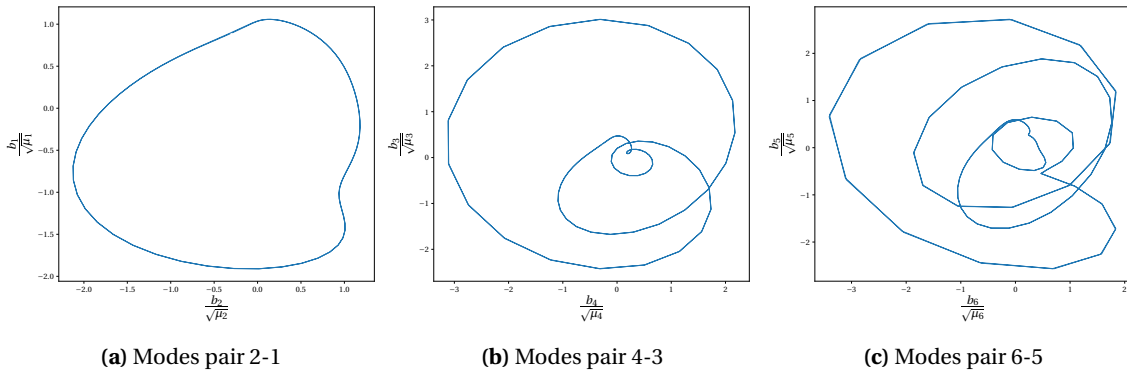 1.0
0.5
0.0
−0.5
−1.0
−1.5
−2.0
b₁
√μ₁
−2.0 −1.5 −1.0 −0.5 0.0 0.5 1.0
b₂
√μ₂
(a) Modes pair 2-1
3
2
1
0
−1
−2
b₃
√μ₃
−3 −2 −1 0 1 2
b₄
√μ₄
(b) Modes pair 4-3
2
1
0
−1
−2
b₅
√μ₅
−3 −2 −1 0 1 2
b₆
√μ₆
(c) Modes pair 6-5